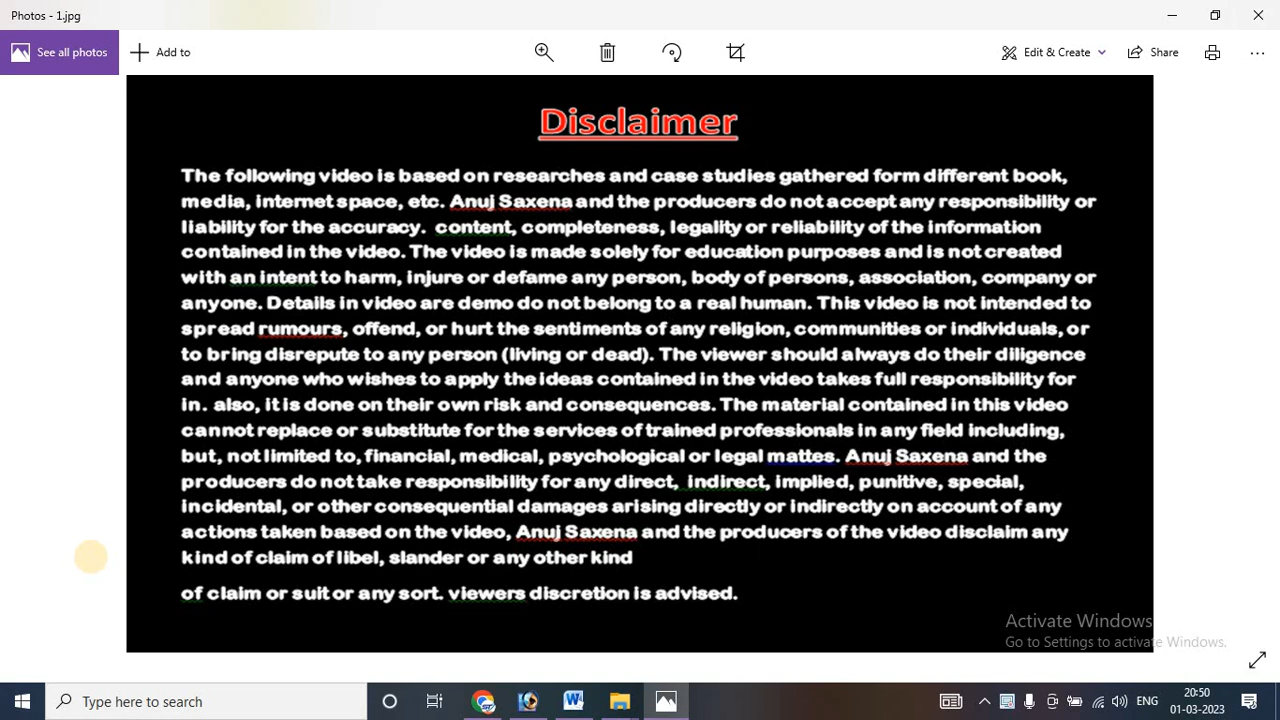 Photos - 1.jpg
See all photos
Add to
Edit & Create
Share
Disclaimer
The following video is based on researches and case studies gathered form different book,
media, internet space, etc. Anuj Saxena and the producers do not accept any responsibility or
liability for the accuracy. content, completeness, legality or reliability of the information
contained in the video. The video is made solely for education purposes and is not created
with an intent to harm, injure or defame any person, body of persons, association, company or
anyone. Details in video are demo do not belong to a real human. This video is not intended to
spread rumours, offend, or hurt the sentiments of any religion, communities or individuals, or
to bring disrepute to any person (living or dead). The viewer should always do their diligence
and anyone who wishes to apply the ideas contained in the video takes full responsibility for
in. also, it is done on their own risk and consequences. The material contained in this video
cannot replace or substitute for the services of trained professionals in any field including,
but, not limited to, financial, medical, psychological or legal mattes. Anuj Saxena and the
producers do not take responsibility for any direct, indirect, implied, punitive, special,
incidental, or other consequential damages arising directly or indirectly on account of any
actions taken based on the video, Anuj Saxena and the producers of the video disclaim any
kind of claim of libel, slander or any other kind
of claim or suit or any sort. viewers discretion is advised.
Activate Windows
Go to Settings to activate Windows.
Type here to search
ENG
20:50
01-03-2023